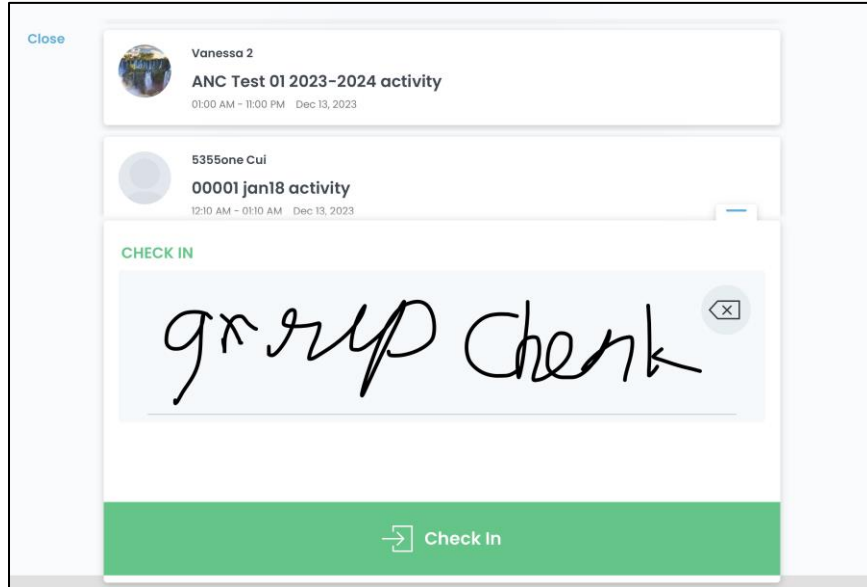 Close
Vanessa 2
ANC Test 01 2023-2024 activity
01:00 AM - 11:00 PM Dec 13, 2023
5355one Cui
00001 jan18 activity
12:10 AM - 01:10 AM Dec 13, 2023
CHECK IN
Check In